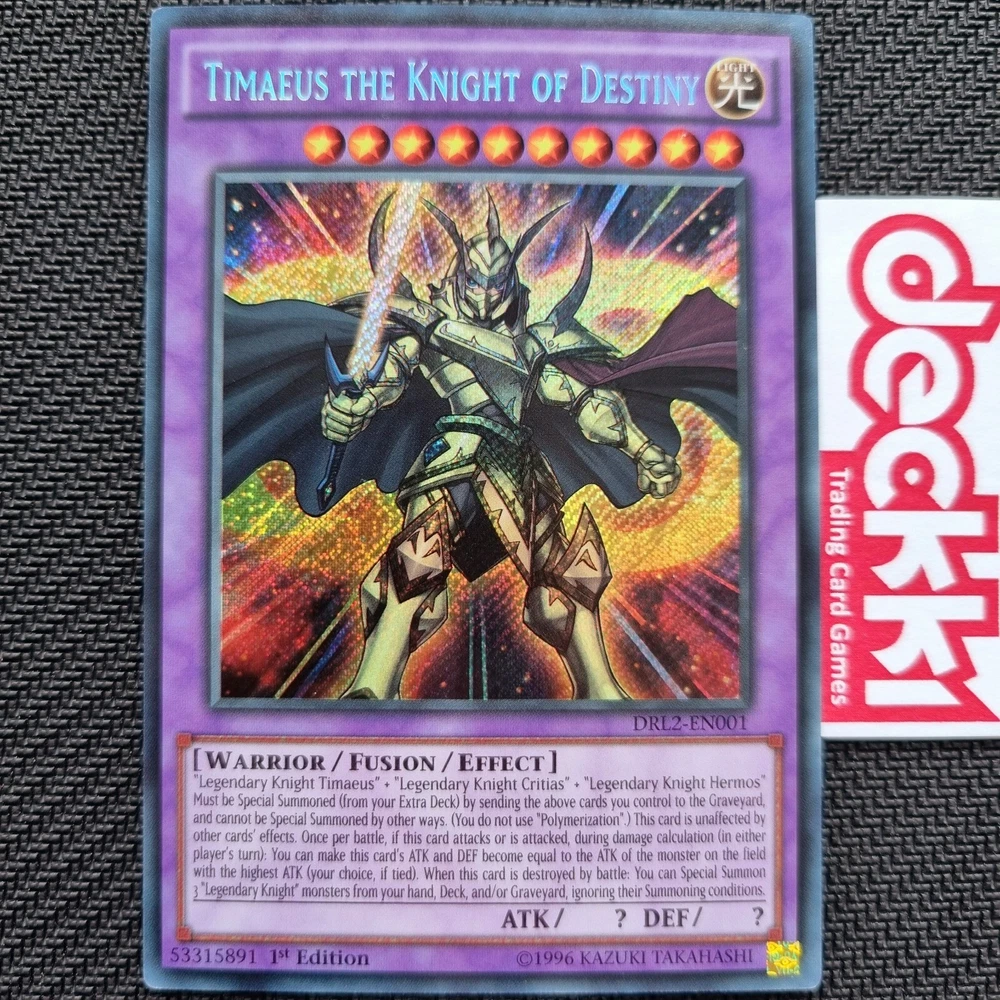 TIMAEUS THE KNIGHT OF DESTINY
LIGHT
光
DRL2-EN001
[WARRIOR / FUSION / EFFECT]
"Legendary Knight Timaeus" + "Legendary Knight Critias" + "Legendary Knight Hermos"
Must be Special Summoned (from your Extra Deck) by sending the above cards you control to the Graveyard,
and cannot be Special Summoned by other ways. (You do not use "Polymerization".) This card is unaffected by
other cards' effects. Once per battle, if this card attacks or is attacked, during damage calculation (in either
player's turn): You can make this card's ATK and DEF become equal to the ATK of the monster on the field
with the highest ATK (your choice, if tied). When this card is destroyed by battle: You can Special Summon
3 "Legendary Knight" monsters from your hand, Deck, and/or Graveyard, ignoring their Summoning conditions.
ATK/ ? DEF/ ?
53315891 1st Edition ©1996 KAZUKI TAKAHASHI
deckki
Trading Card Games